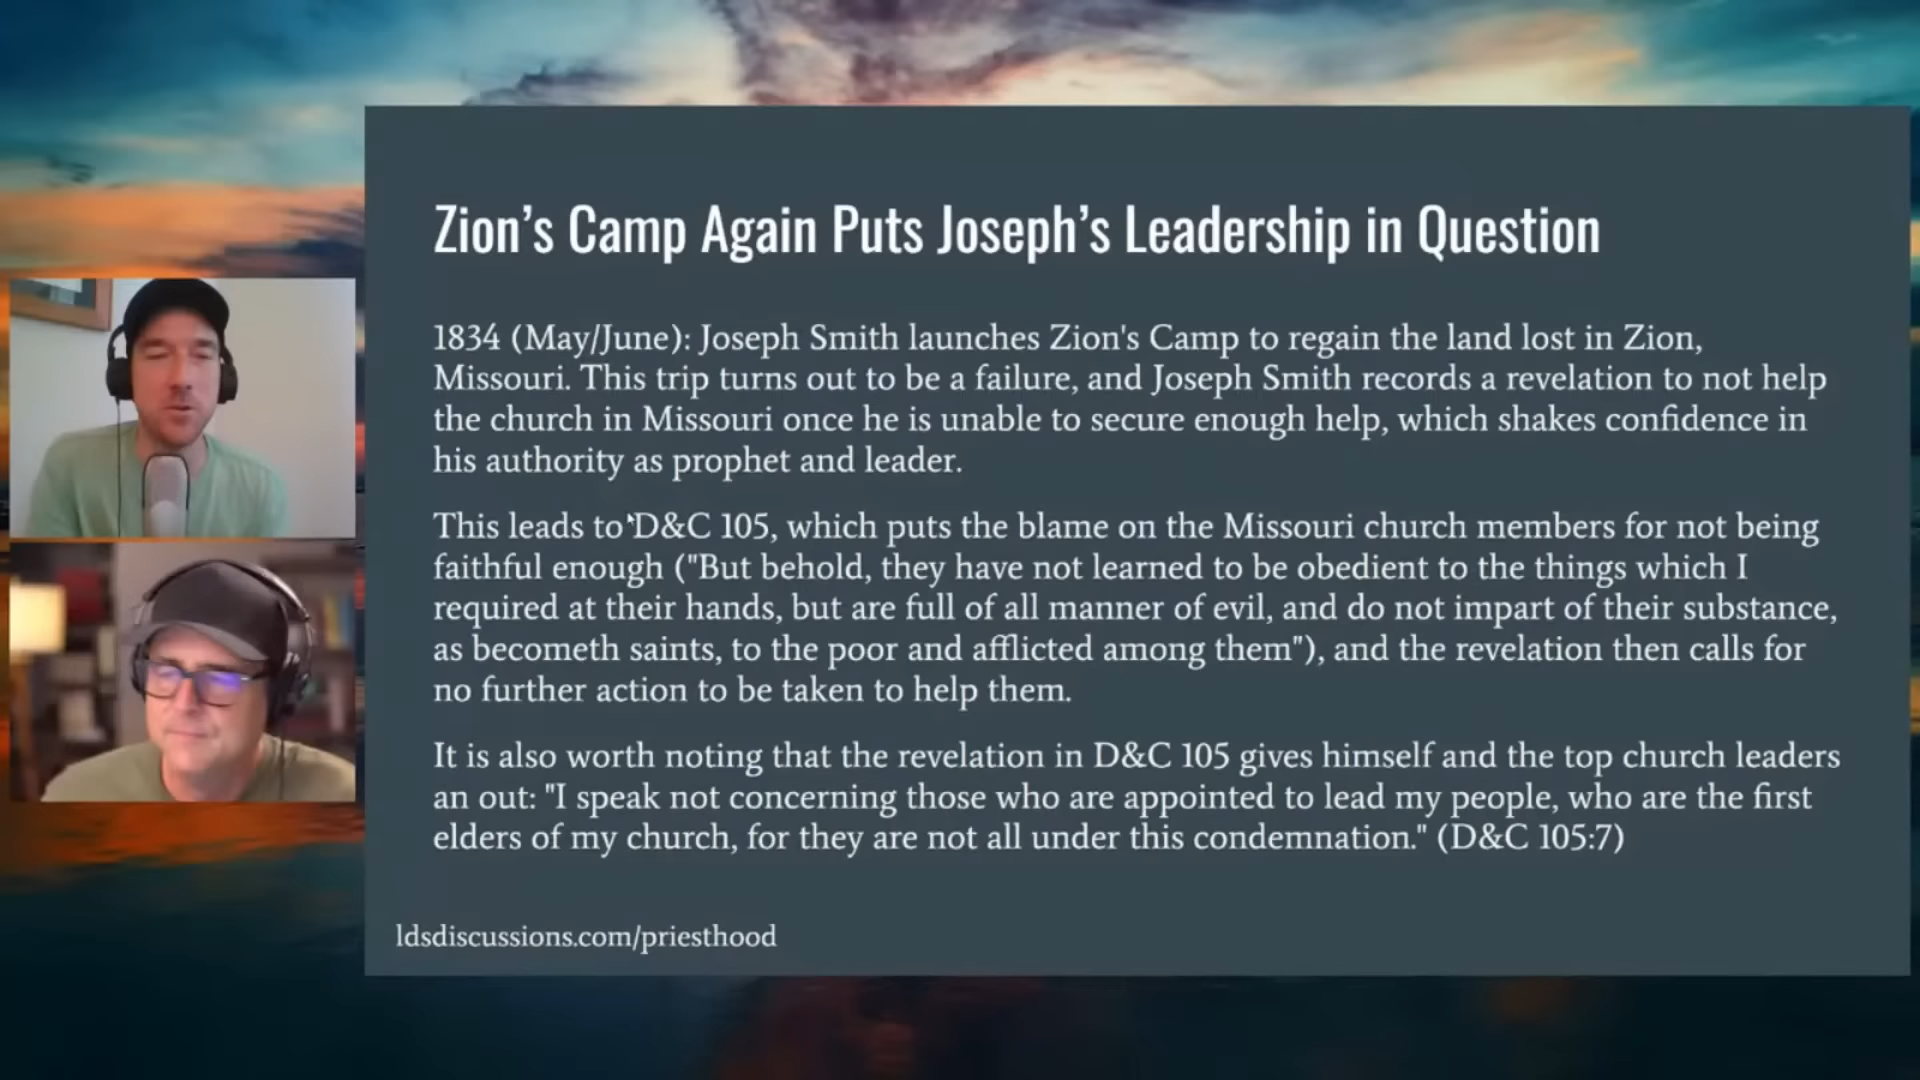 Zion’s Camp Again Puts Joseph’s Leadership in Question
1834 (May/June): Joseph Smith launches Zion's Camp to regain the land lost in Zion,
Missouri. This trip turns out to be a failure, and Joseph Smith records a revelation to not help
the church in Missouri once he is unable to secure enough help, which shakes confidence in
his authority as prophet and leader.
This leads to D&C 105, which puts the blame on the Missouri church members for not being
faithful enough ("But behold, they have not learned to be obedient to the things which I
required at their hands, but are full of all manner of evil, and do not impart of their substance,
as becometh saints, to the poor and afflicted among them"), and the revelation then calls for
no further action to be taken to help them.
It is also worth noting that the revelation in D&C 105 gives himself and the top church leaders
an out: "I speak not concerning those who are appointed to lead my people, who are the first
elders of my church, for they are not all under this condemnation." (D&C 105:7)
ldsdiscussions.com/priesthood